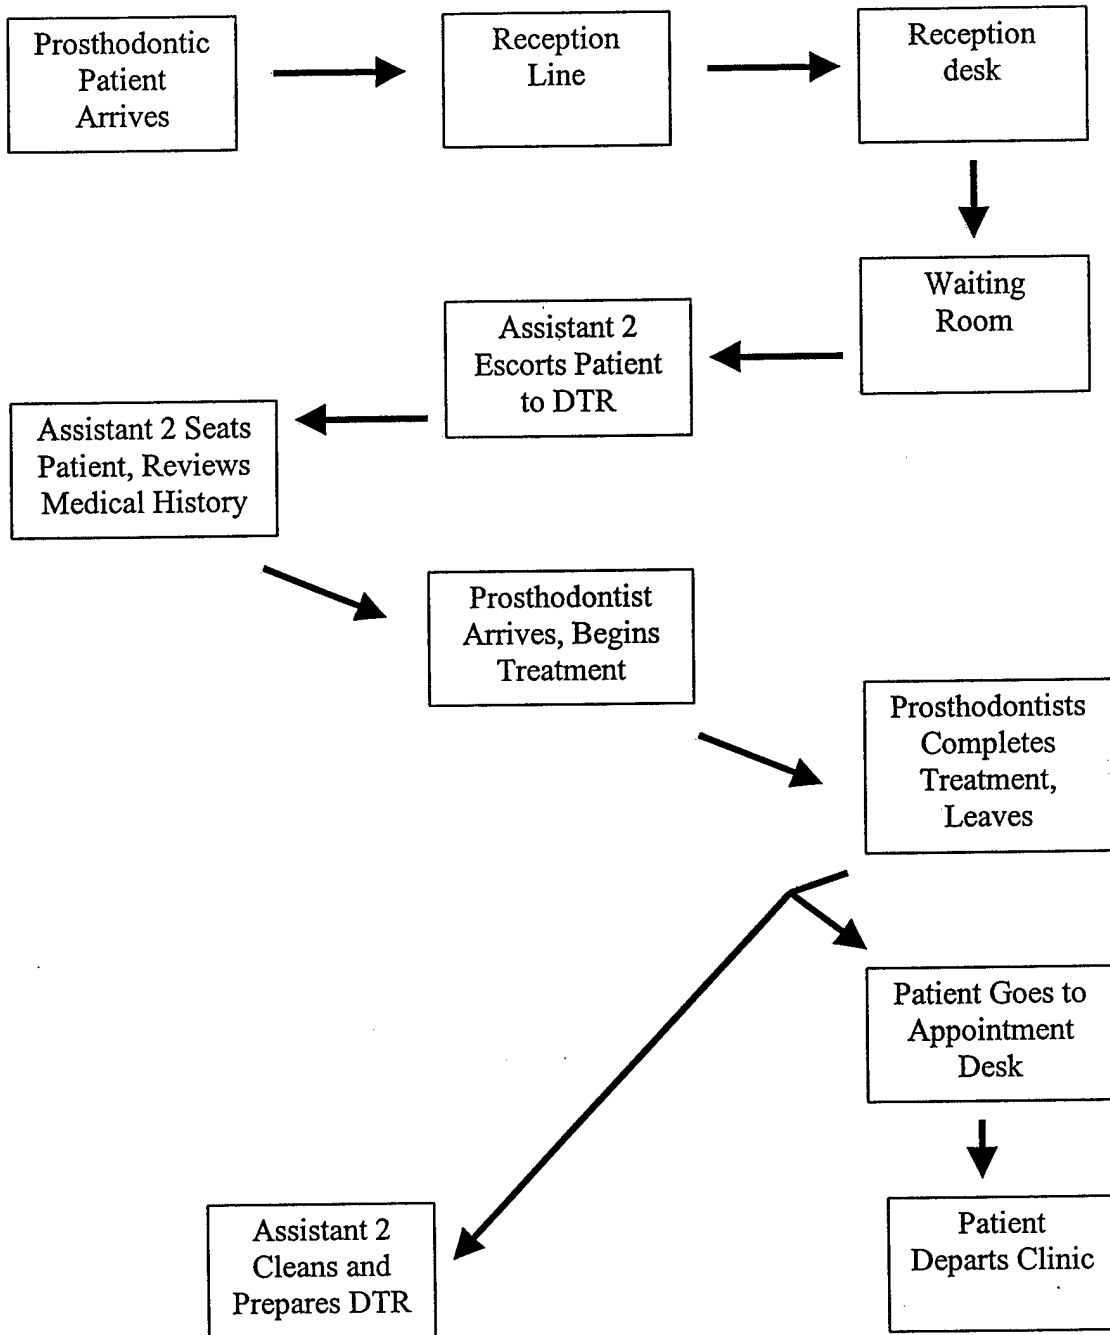 Prosthodontic
Patient
Arrives
Reception
Line
Reception
desk
Waiting
Room
Assistant 2
Escorts Patient
to DTR
Assistant 2 Seats
Patient, Reviews
Medical History
Prosthodontist
Arrives, Begins
Treatment
Prosthodontists
Completes
Treatment,
Leaves
Patient Goes to
Appointment
Desk
Assistant 2
Cleans and
Prepares DTR
Patient
Departs Clinic